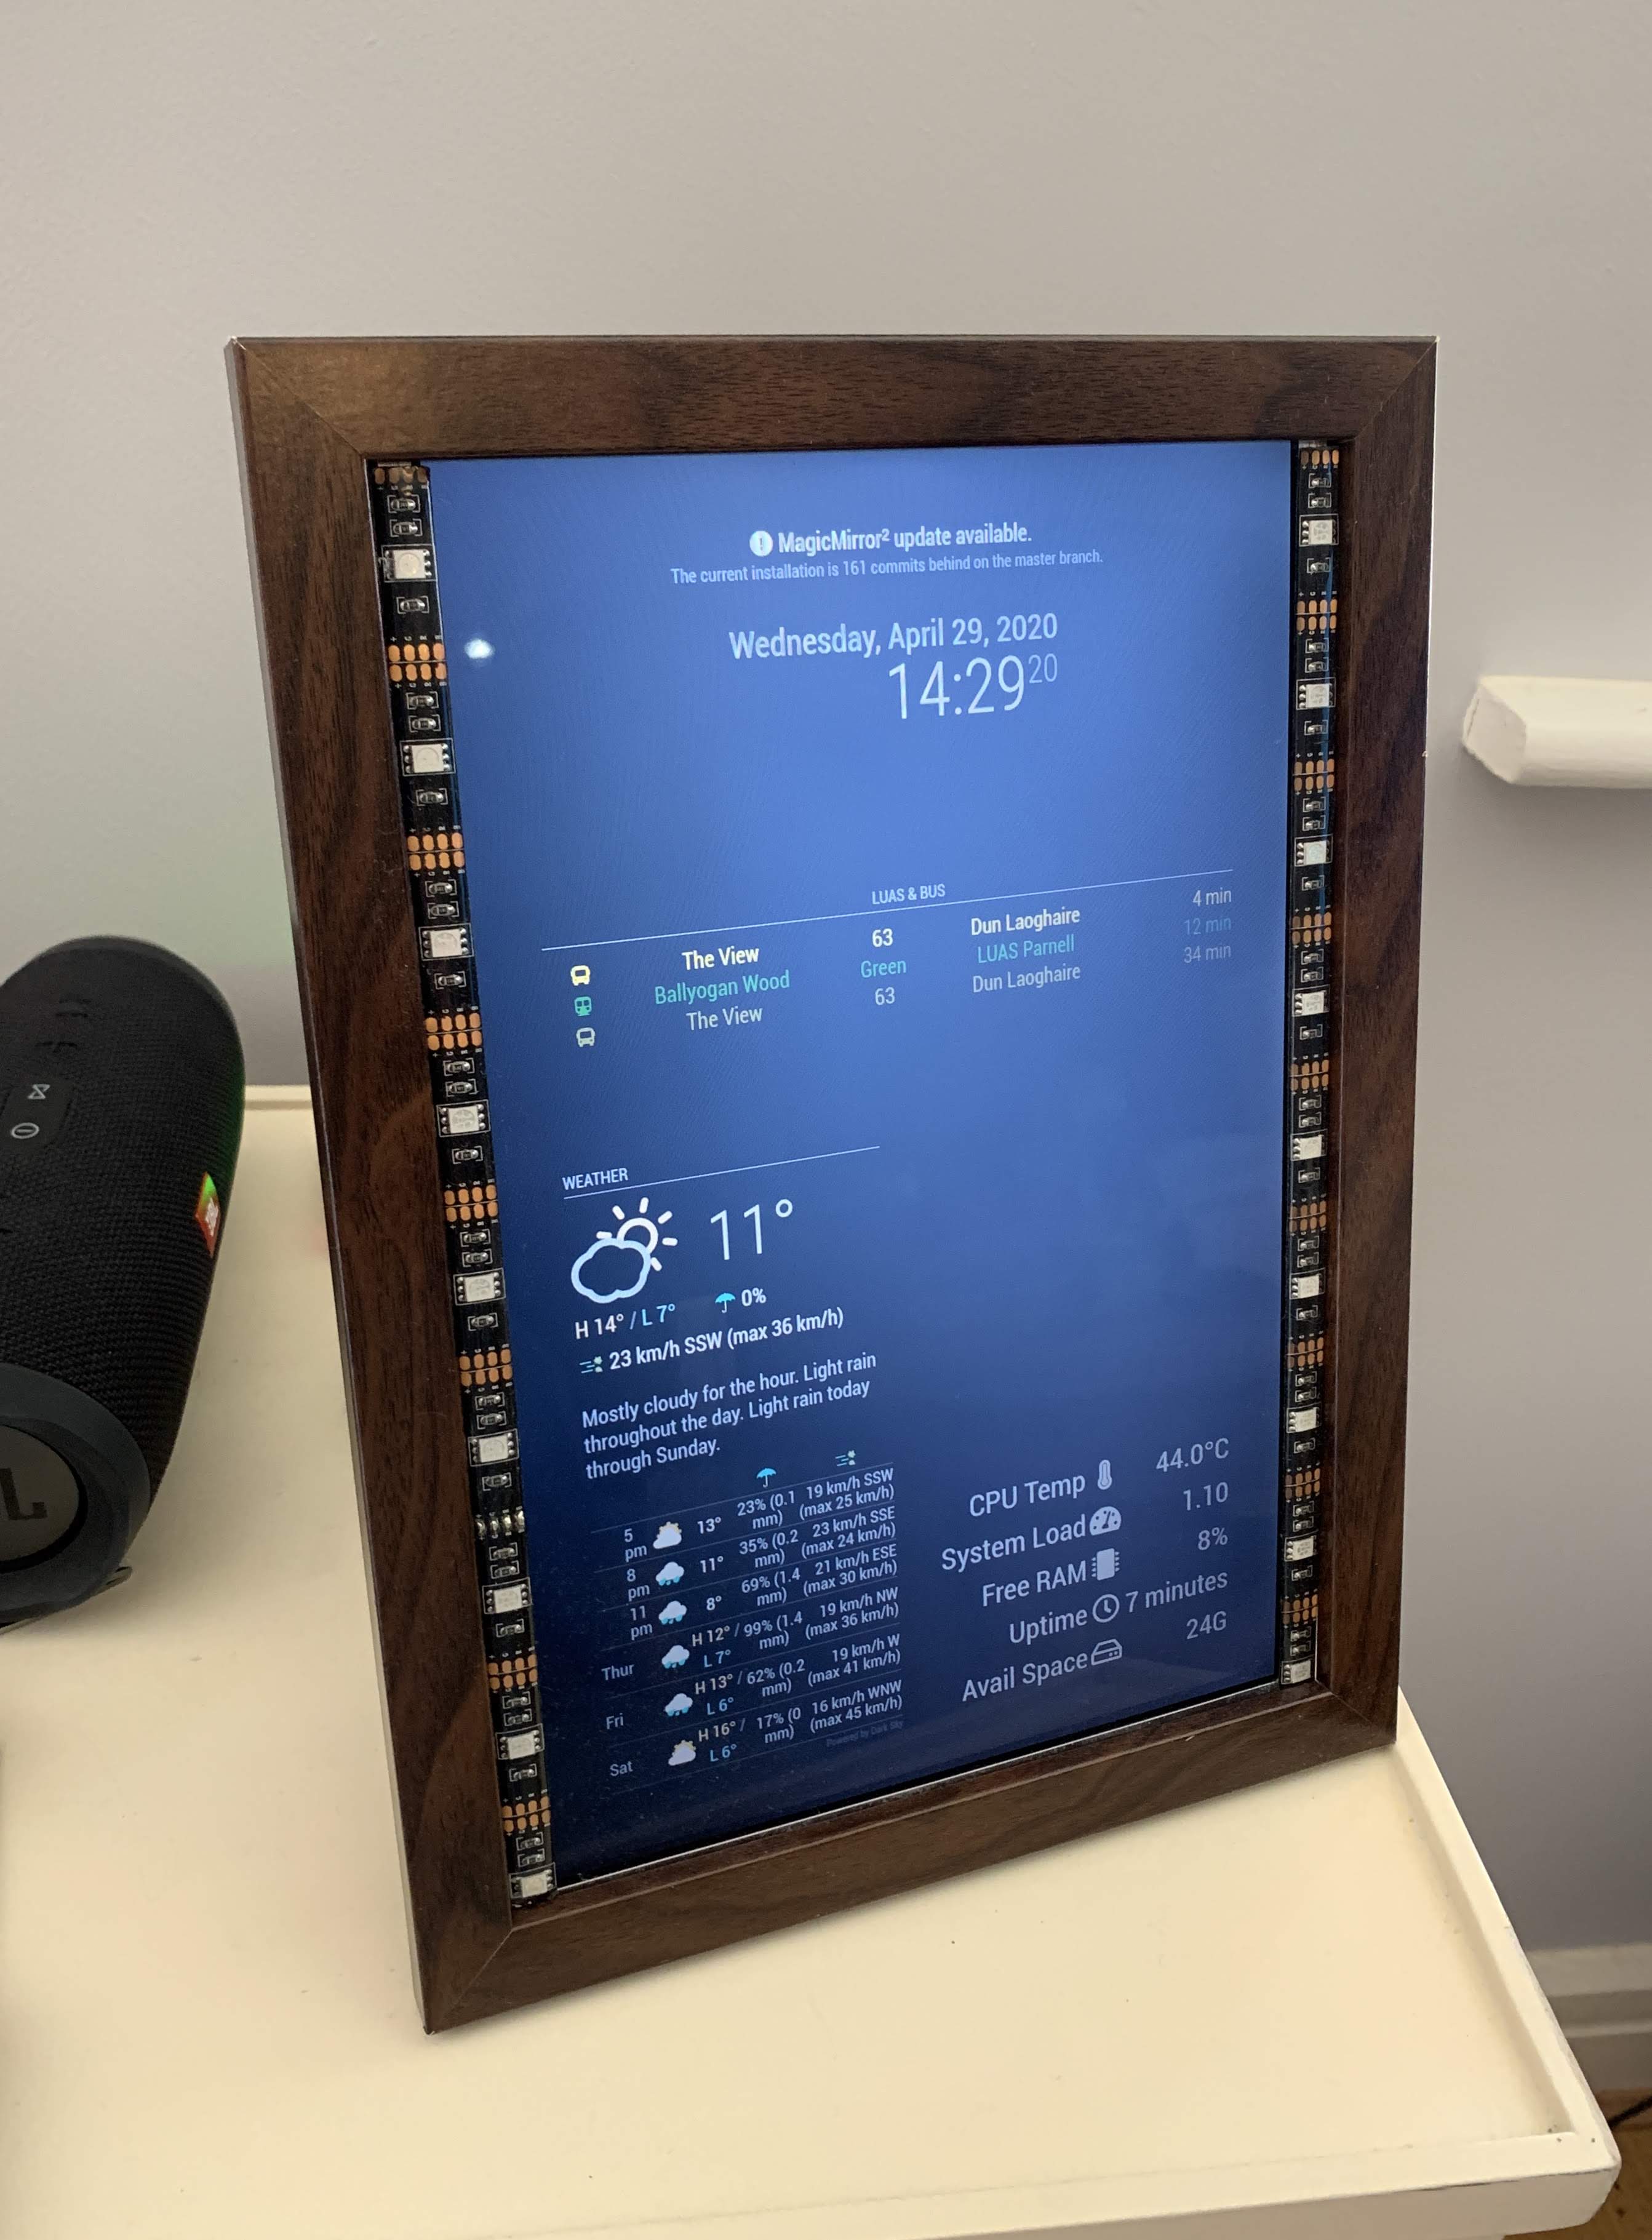 MagicMirror² update available.
The current installation is 161 commits behind on the master branch.
Wednesday, April 29, 2020
14:29 20
LUAS & BUS
The View 63 Dun Laoghaire 4 min
Ballyogan Wood Green LUAS Parnell 12 min
The View 63 Dun Laoghaire 34 min
WEATHER
11°
H 14° / L 7° 0%
23 km/h SSW (max 36 km/h)
Mostly cloudy for the hour. Light rain
throughout the day. Light rain today
through Sunday.
5 pm 13° 23% (0.1 mm) 19 km/h SSW (max 25 km/h)
8 pm 11° 35% (0.2 mm) 23 km/h SSE (max 24 km/h)
11 pm 8° 69% (1.4 mm) 21 km/h ESE (max 30 km/h)
Thur H 12° / L 7° 99% (1.4 mm) 19 km/h NW (max 36 km/h)
Fri H 13° / L 6° 62% (0.2 mm) 19 km/h W (max 41 km/h)
Sat H 16° / L 6° 17% (0 mm) 16 km/h WNW (max 45 km/h)
Powered by Dark Sky
CPU Temp 44.0°C
System Load 1.10
Free RAM 8%
Uptime 7 minutes
Avail Space 24G